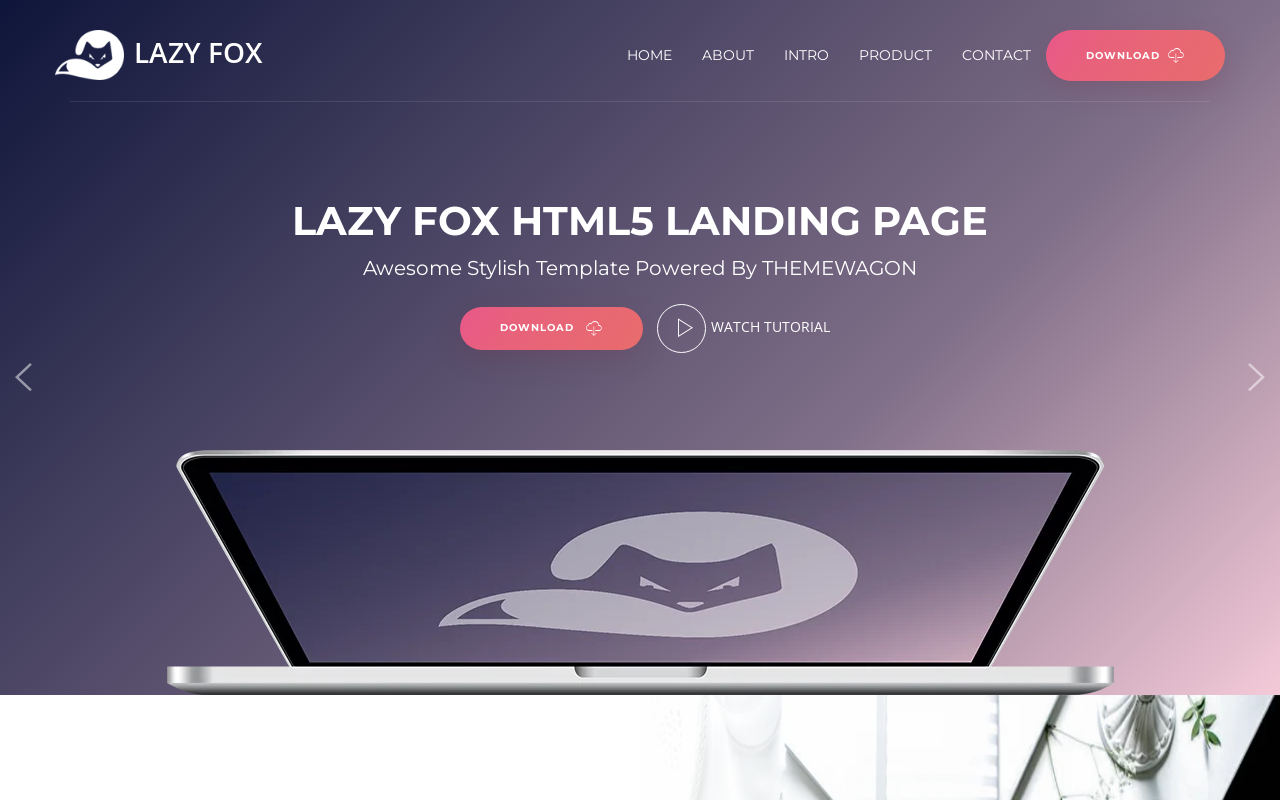 LAZY FOX
HOME ABOUT INTRO PRODUCT CONTACT DOWNLOAD
LAZY FOX HTML5 LANDING PAGE
Awesome Stylish Template Powered By THEMEWAGON
DOWNLOAD WATCH TUTORIAL